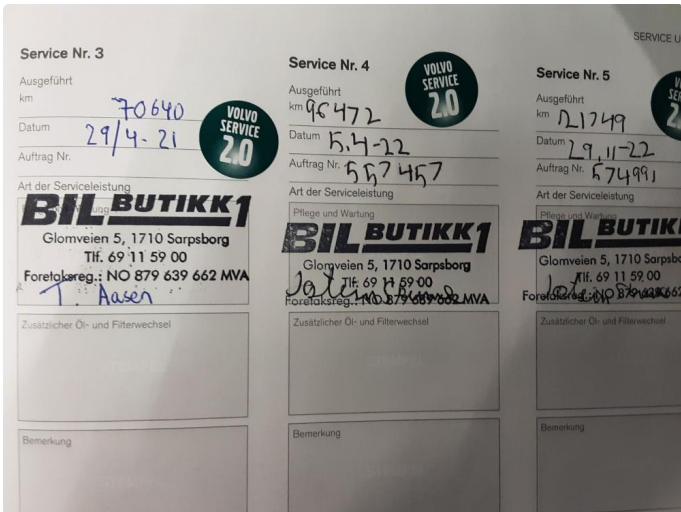 SERVICE U
Service Nr. 3
Ausgeführt
km 70640
Datum 29/4-21
Auftrag Nr.
VOLVO
SERVICE
2.0
Art der Serviceleistung
BIL BUTIKK1
Glomveien 5, 1710 Sarpsborg
Tlf. 69 11 59 00
Foretaksreg.: NO 879 639 662 MVA
T. Aasen
Zusätzlicher Öl- und Filterwechsel
Bemerkung
Service Nr. 4
VOLVO
SERVICE
2.0
Ausgeführt
km 96472
Datum 5.4-22
Auftrag Nr. 557457
Art der Serviceleistung
Pflege und Wartung
BIL BUTIKK1
Glomveien 5, 1710 Sarpsborg
Tlf: 69 11 59 00
Foretaksreg.: NO 879 639 662 MVA
Zusätzlicher Öl- und Filterwechsel
Bemerkung
Service Nr. 5
Ausgeführt
km 121749
Datum 29.11-22
Auftrag Nr. 574991
Art der Serviceleistung
Pflege und Wartung
BIL BUTIK
Glomveien 5, 1710 Sarpsbo
Tlf. 69 11 59 00
Zusätzlicher Öl- und Filterwechsel
Bemerkung